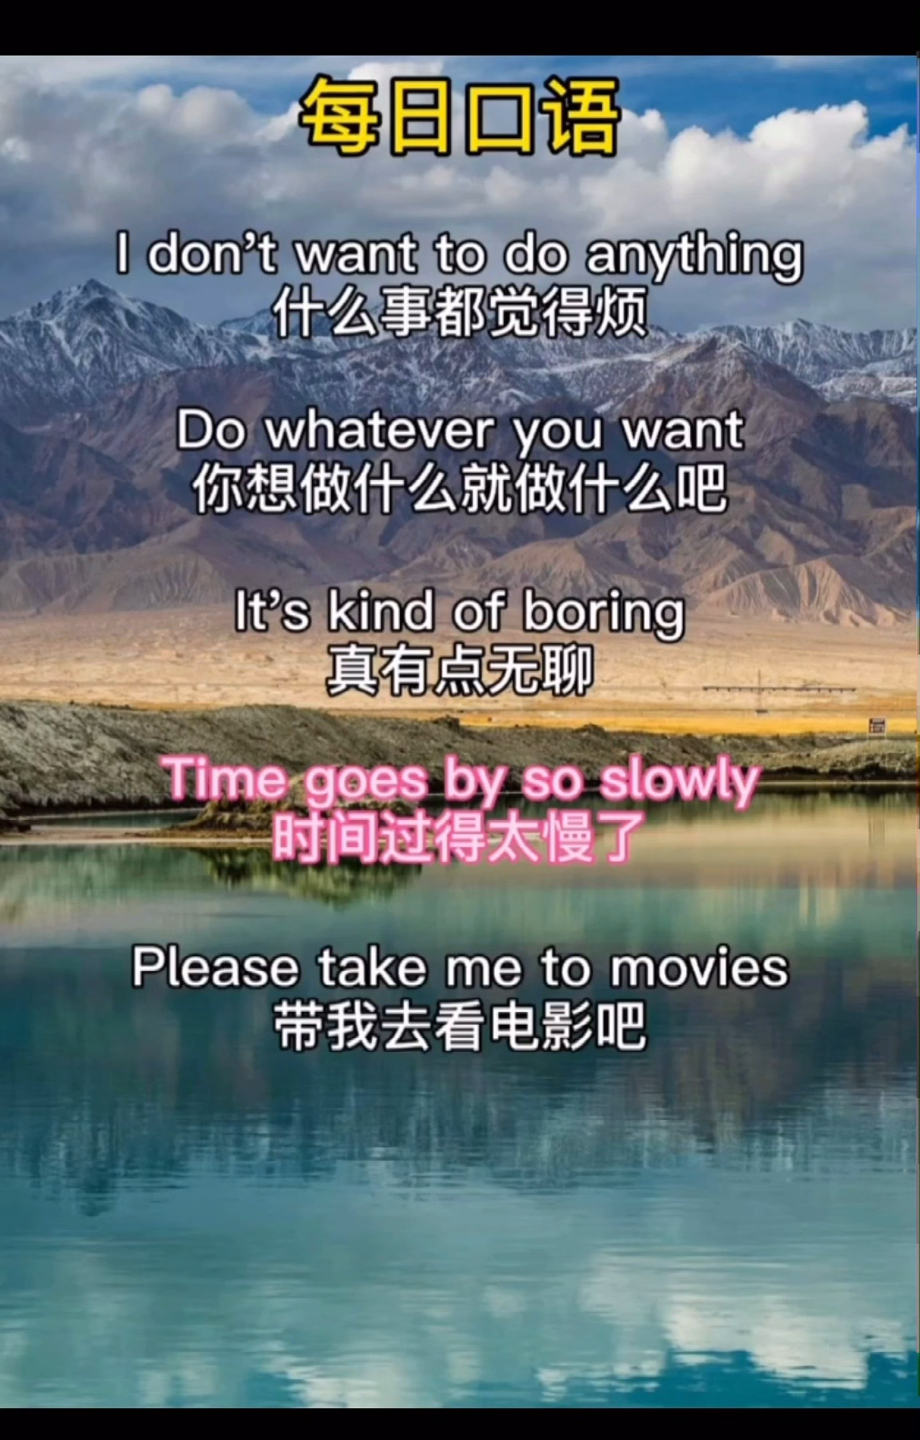 每日口语
I don’t want to do anything
什么事都觉得烦
Do whatever you want
你想做什么就做什么吧
It’s kind of boring
真有点无聊
Time goes by so slowly
时间过得太慢了
Please take me to movies
带我去看电影吧